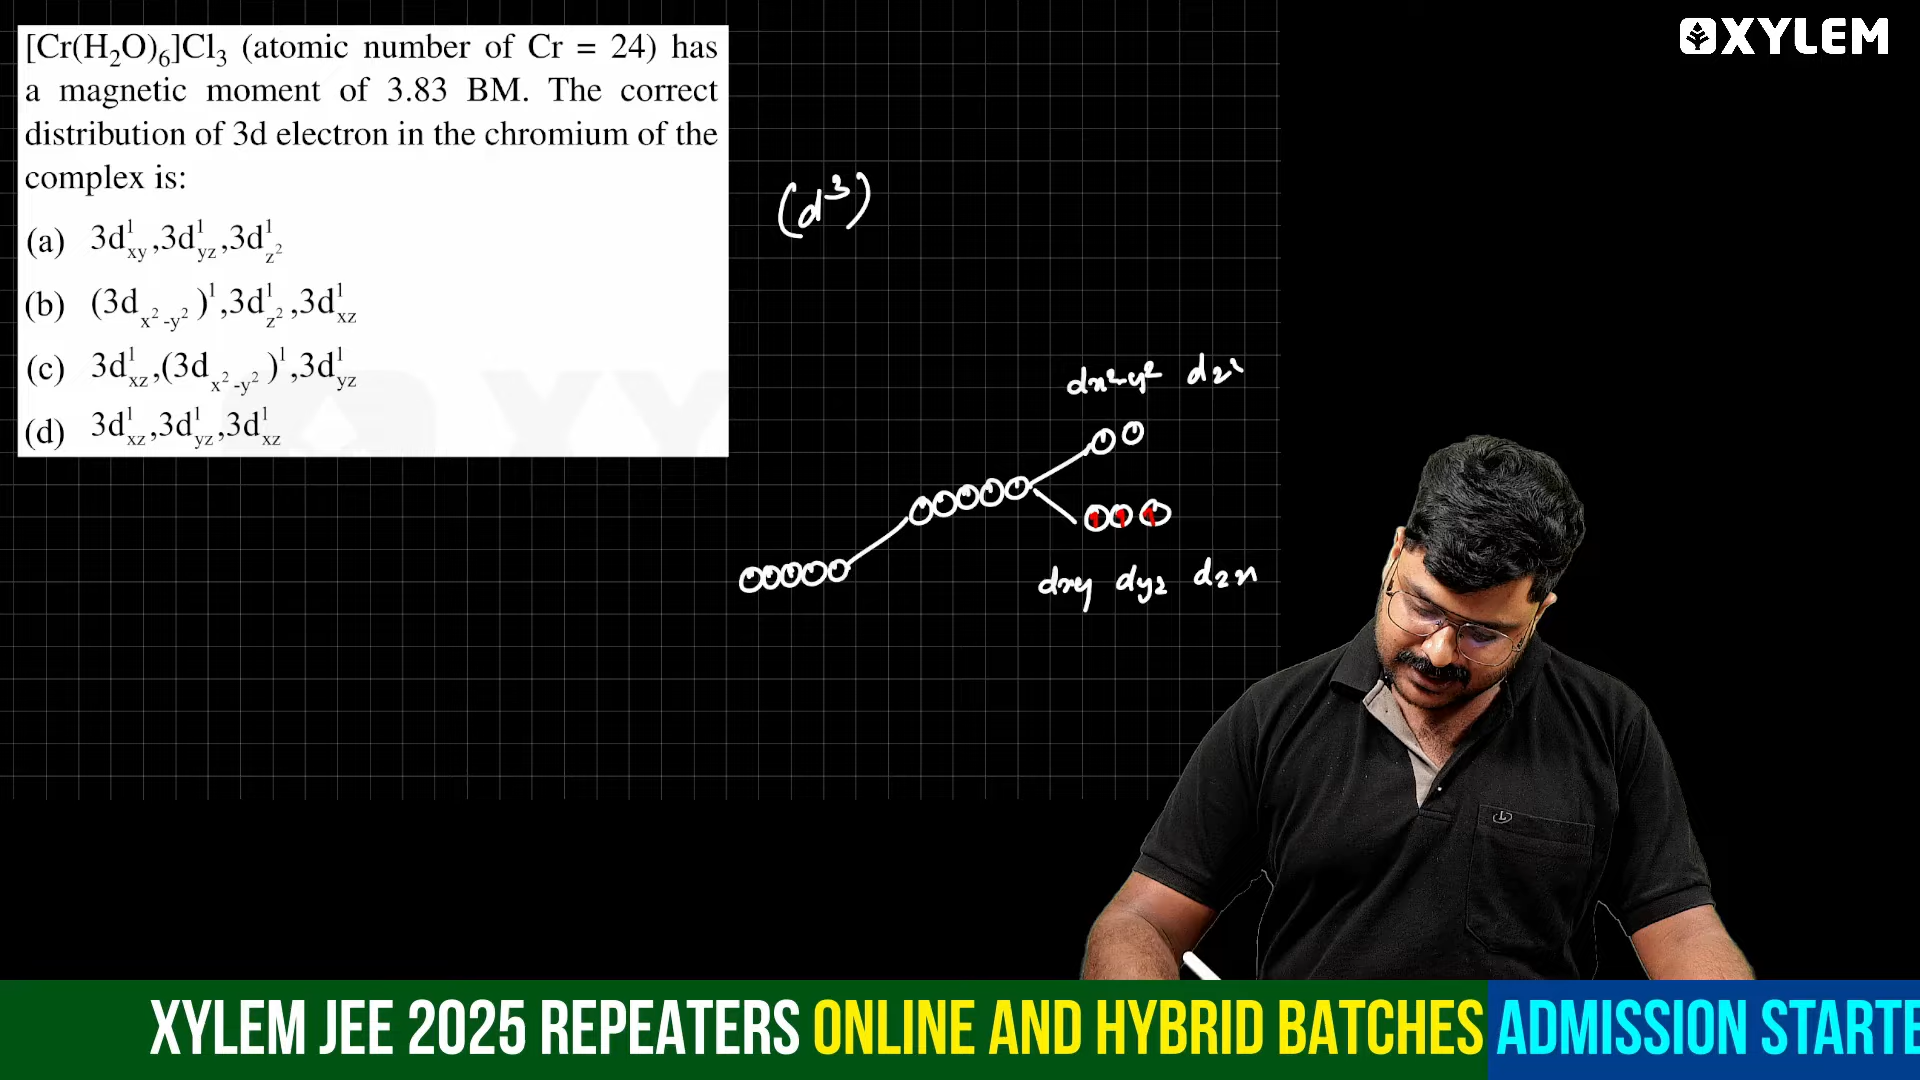 [Cr(H₂O)₆]Cl₃ (atomic number of Cr = 24) has
a magnetic moment of 3.83 BM. The correct
distribution of 3d electron in the chromium of the
complex is:
(a) 3d¹xy,3d¹yz,3d¹z²
(b) (3dx²-y²)¹,3d¹z²,3d¹xz
(c) 3d¹xz,(3dx²-y²)¹,3d¹yz
(d) 3d¹xz,3d¹yz,3d¹xz
XYLEM
(d³)
dx²-y² dz²
dxy dyz dzx
XYLEM JEE 2025 REPEATERS ONLINE AND HYBRID BATCHES ADMISSION STARTE